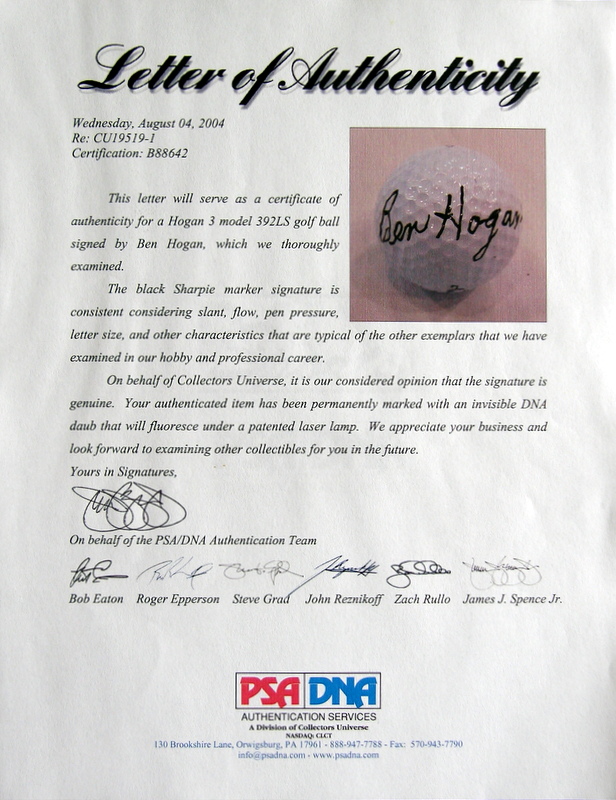 Letter of Authenticity
Wednesday, August 04, 2004
Re: CU19519-1
Certification: B88642
This letter will serve as a certificate of
authenticity for a Hogan 3 model 392LS golf ball
signed by Ben Hogan, which we thoroughly
examined.
Ben Hogan
The black Sharpie marker signature is
consistent considering slant, flow, pen pressure,
letter size, and other characteristics that are typical of the other exemplars that we have
examined in our hobby and professional career.
On behalf of Collectors Universe, it is our considered opinion that the signature is
genuine. Your authenticated item has been permanently marked with an invisible DNA
daub that will fluoresce under a patented laser lamp. We appreciate your business and
look forward to examining other collectibles for you in the future.
Yours in Signatures,
On behalf of the PSA/DNA Authentication Team
Bob Eaton Roger Epperson Steve Grad John Reznikoff Zach Rullo James J. Spence Jr.
PSA DNA
AUTHENTICATION SERVICES
A Division of Collectors Universe
NASDAQ: CLCT
130 Brookshire Lane, Orwigsburg, PA 17961 - 888-947-7788 - Fax: 570-943-7790
info@psadna.com - www.psadna.com